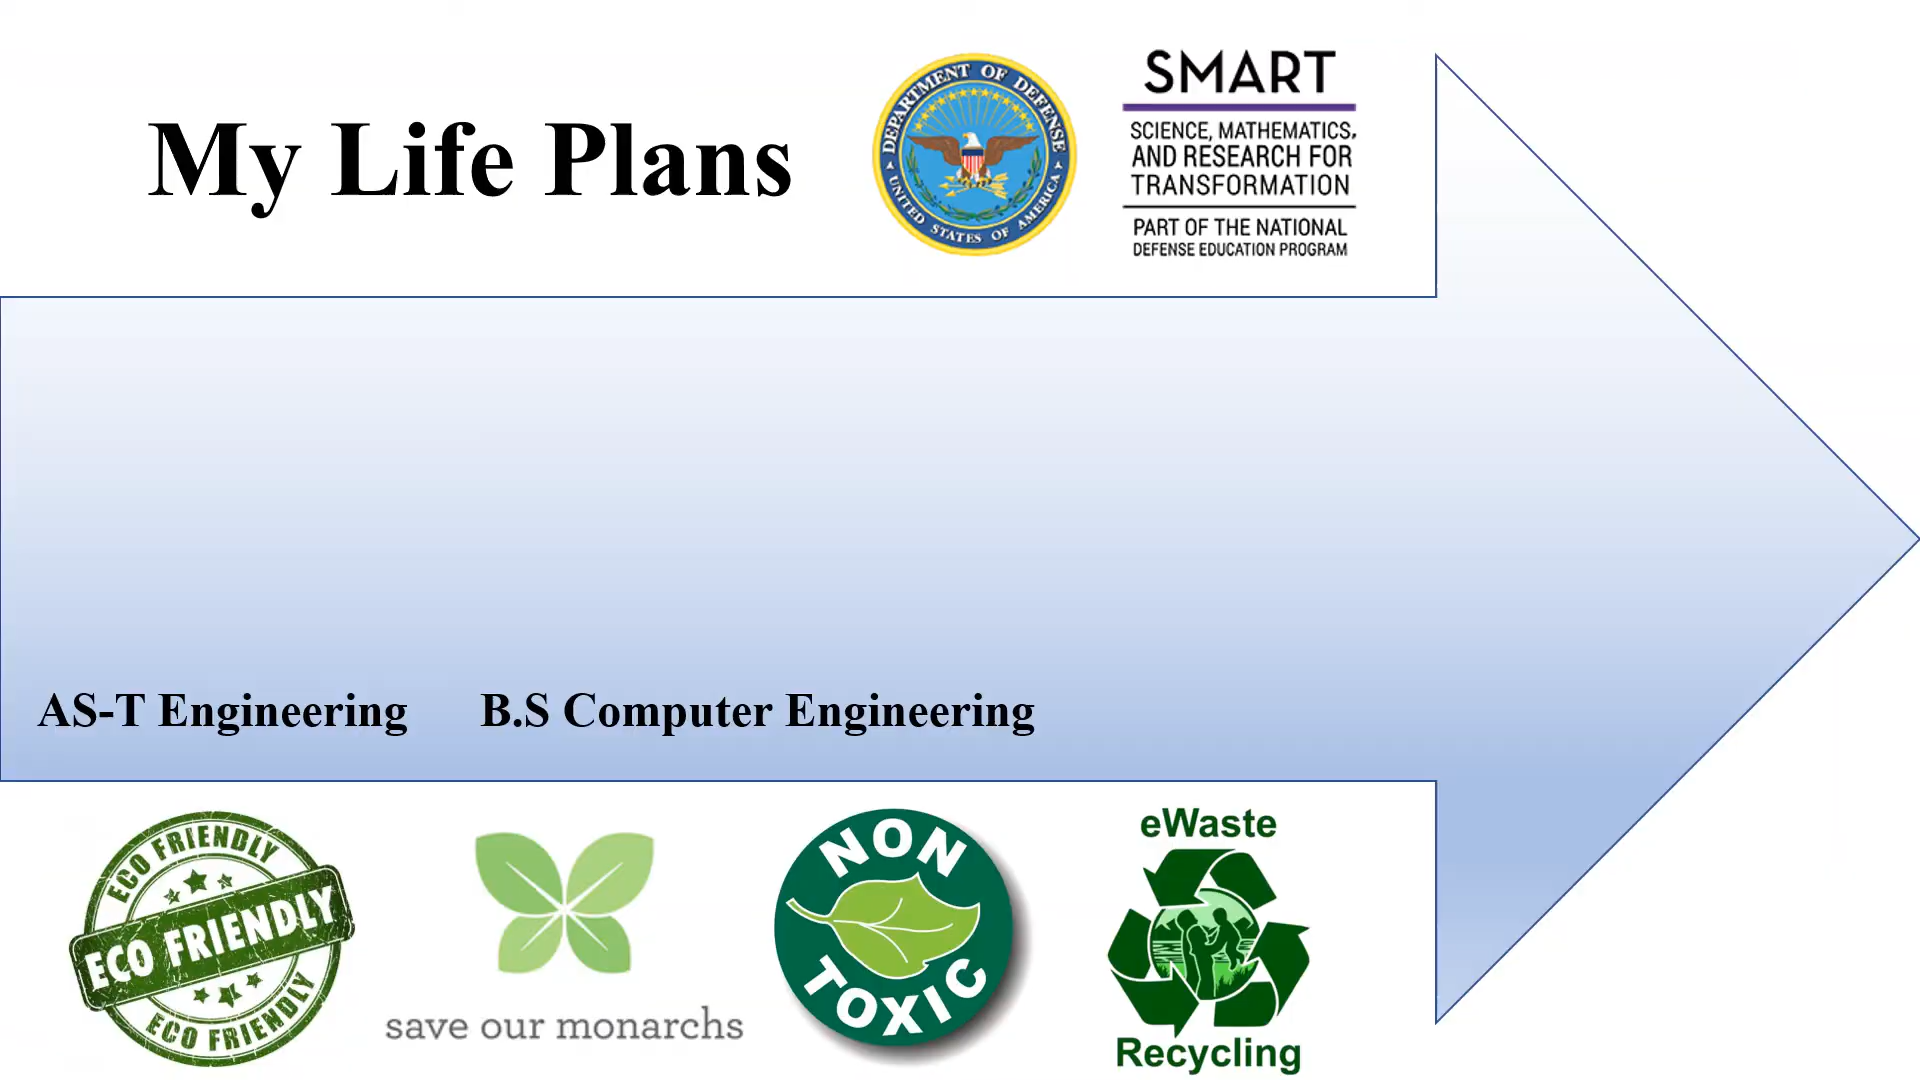 My Life Plans
DEPARTMENT OF DEFENSE
UNITED STATES OF AMERICA
SMART
SCIENCE, MATHEMATICS,
AND RESEARCH FOR
TRANSFORMATION
PART OF THE NATIONAL
DEFENSE EDUCATION PROGRAM
AS-T Engineering
B.S Computer Engineering
ECO FRIENDLY
ECO FRIENDLY
ECO FRIENDLY
save our monarchs
NON
TOXIC
eWaste
Recycling